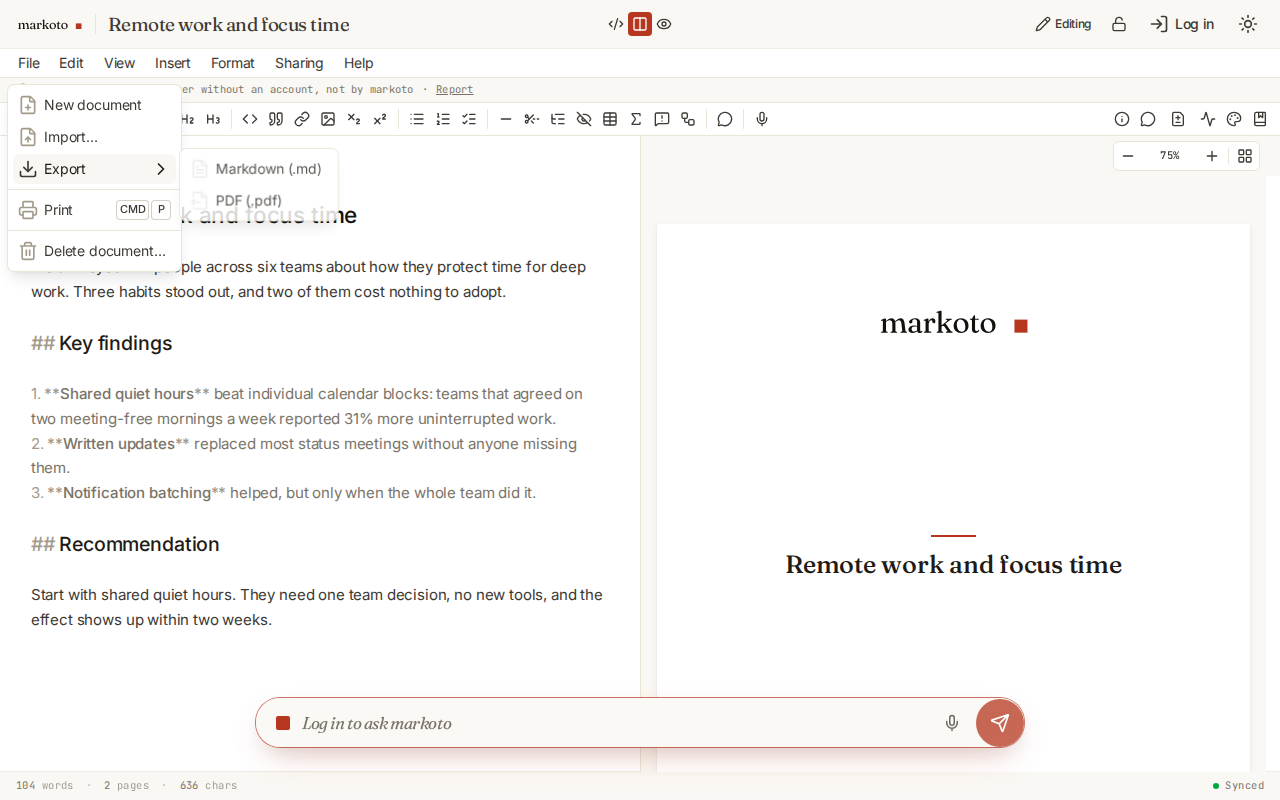 markoto
Remote work and focus time
Editing
Log in
File Edit View Insert Format Sharing Help
er without an account, not by markoto · Report
H2 H3
New document
Import...
Export
Print CMD P
Delete document...
Markdown (.md)
PDF (.pdf)
75%
k and focus time
ple across six teams about how they protect time for deep
work. Three habits stood out, and two of them cost nothing to adopt.
## Key findings
1. **Shared quiet hours** beat individual calendar blocks: teams that agreed on
two meeting-free mornings a week reported 31% more uninterrupted work.
2. **Written updates** replaced most status meetings without anyone missing
them.
3. **Notification batching** helped, but only when the whole team did it.
## Recommendation
Start with shared quiet hours. They need one team decision, no new tools, and the
effect shows up within two weeks.
markoto
Remote work and focus time
Log in to ask markoto
104 words · 2 pages · 636 chars
Synced